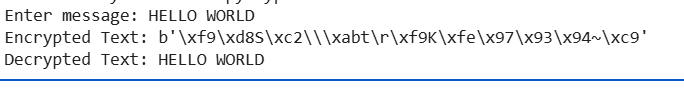 Enter message: HELLO WORLD
Encrypted Text: b'\xf9\xd8S\xc2\\\xabt\r\xf9K\xfe\x97\x93\x94~\xc9'
Decrypted Text: HELLO WORLD